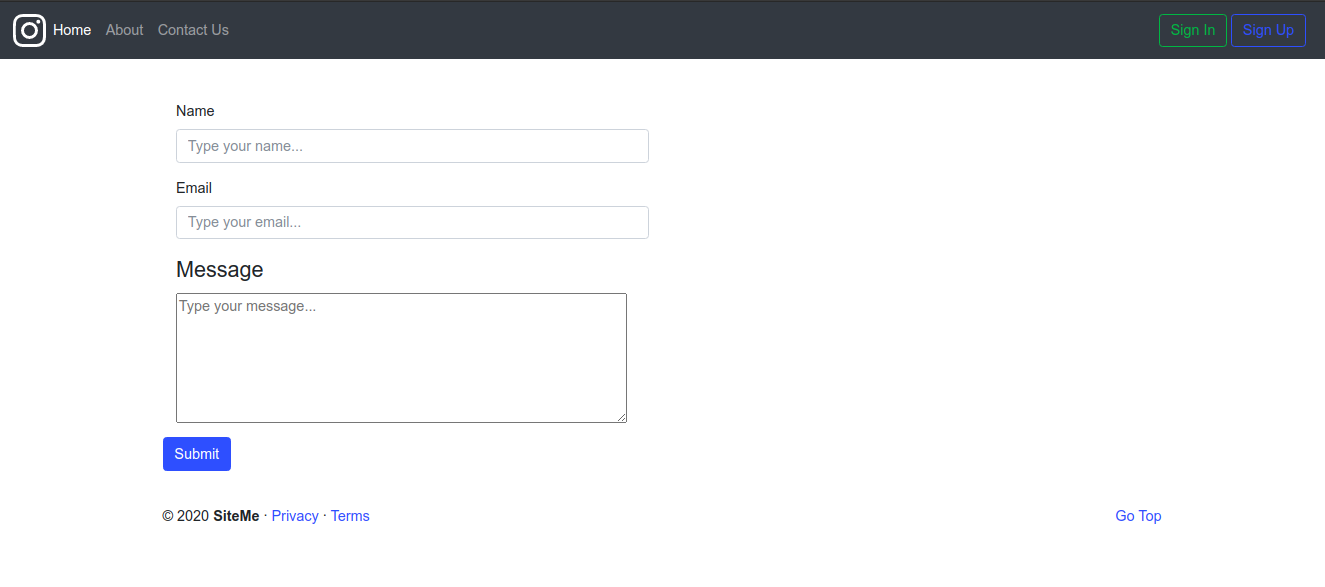 Home About Contact Us Sign In Sign Up
Name
Type your name...
Email
Type your email...
Message
Type your message...
Submit
© 2020 SiteMe · Privacy · Terms Go Top